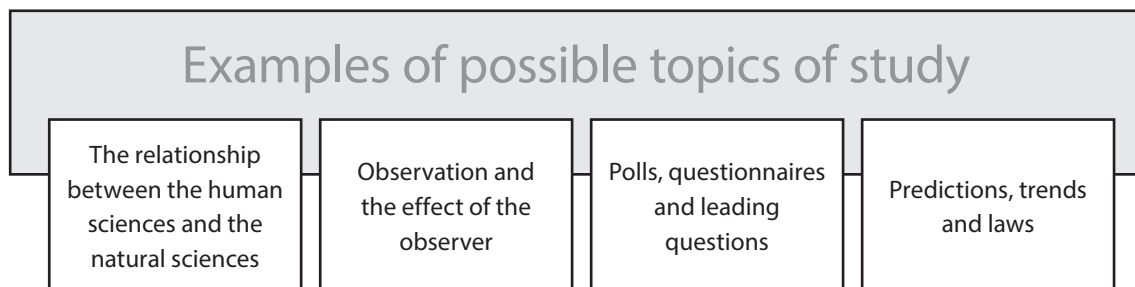 Examples of possible topics of study
The relationship
between the human
sciences and the
natural sciences
Observation and
the effect of the
observer
Polls, questionnaires
and leading
questions
Predictions, trends
and laws